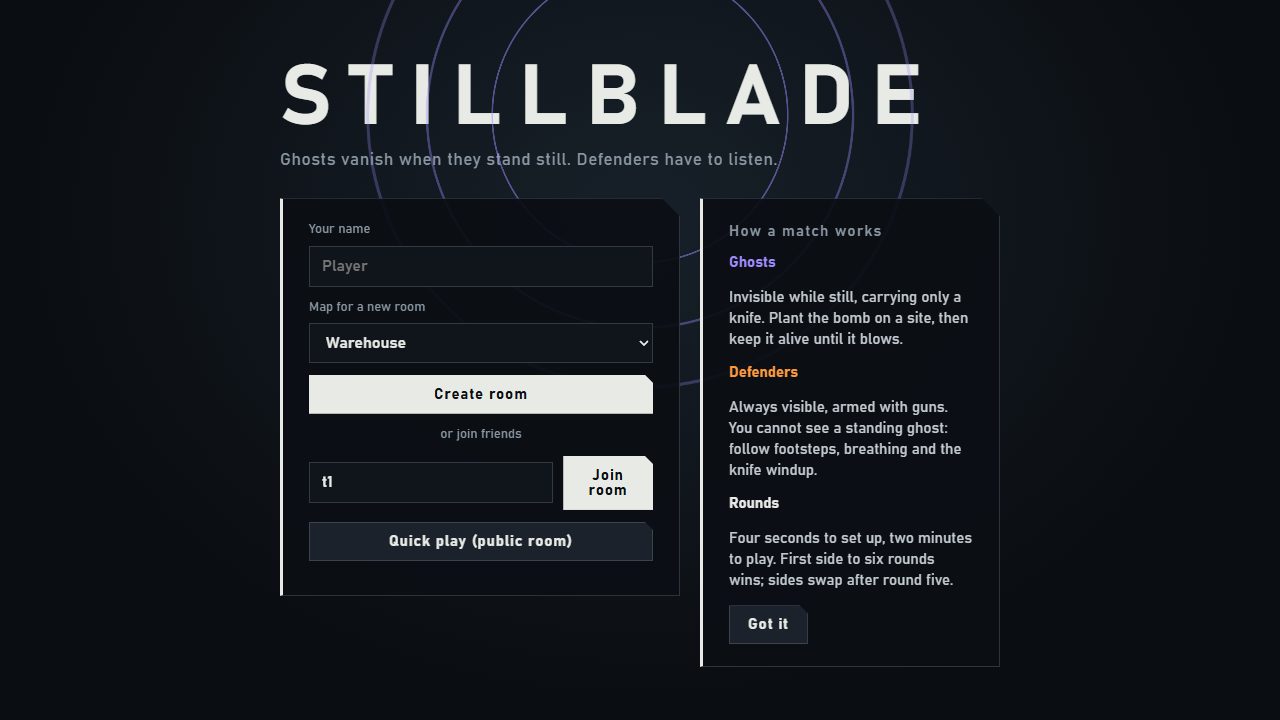 STILLBLADE
Ghosts vanish when they stand still. Defenders have to listen.
Your name
Player
Map for a new room
Warehouse
Create room
or join friends
t1
Join
room
Quick play (public room)
How a match works
Ghosts
Invisible while still, carrying only a
knife. Plant the bomb on a site, then
keep it alive until it blows.
Defenders
Always visible, armed with guns.
You cannot see a standing ghost:
follow footsteps, breathing and the
knife windup.
Rounds
Four seconds to set up, two minutes
to play. First side to six rounds
wins; sides swap after round five.
Got it